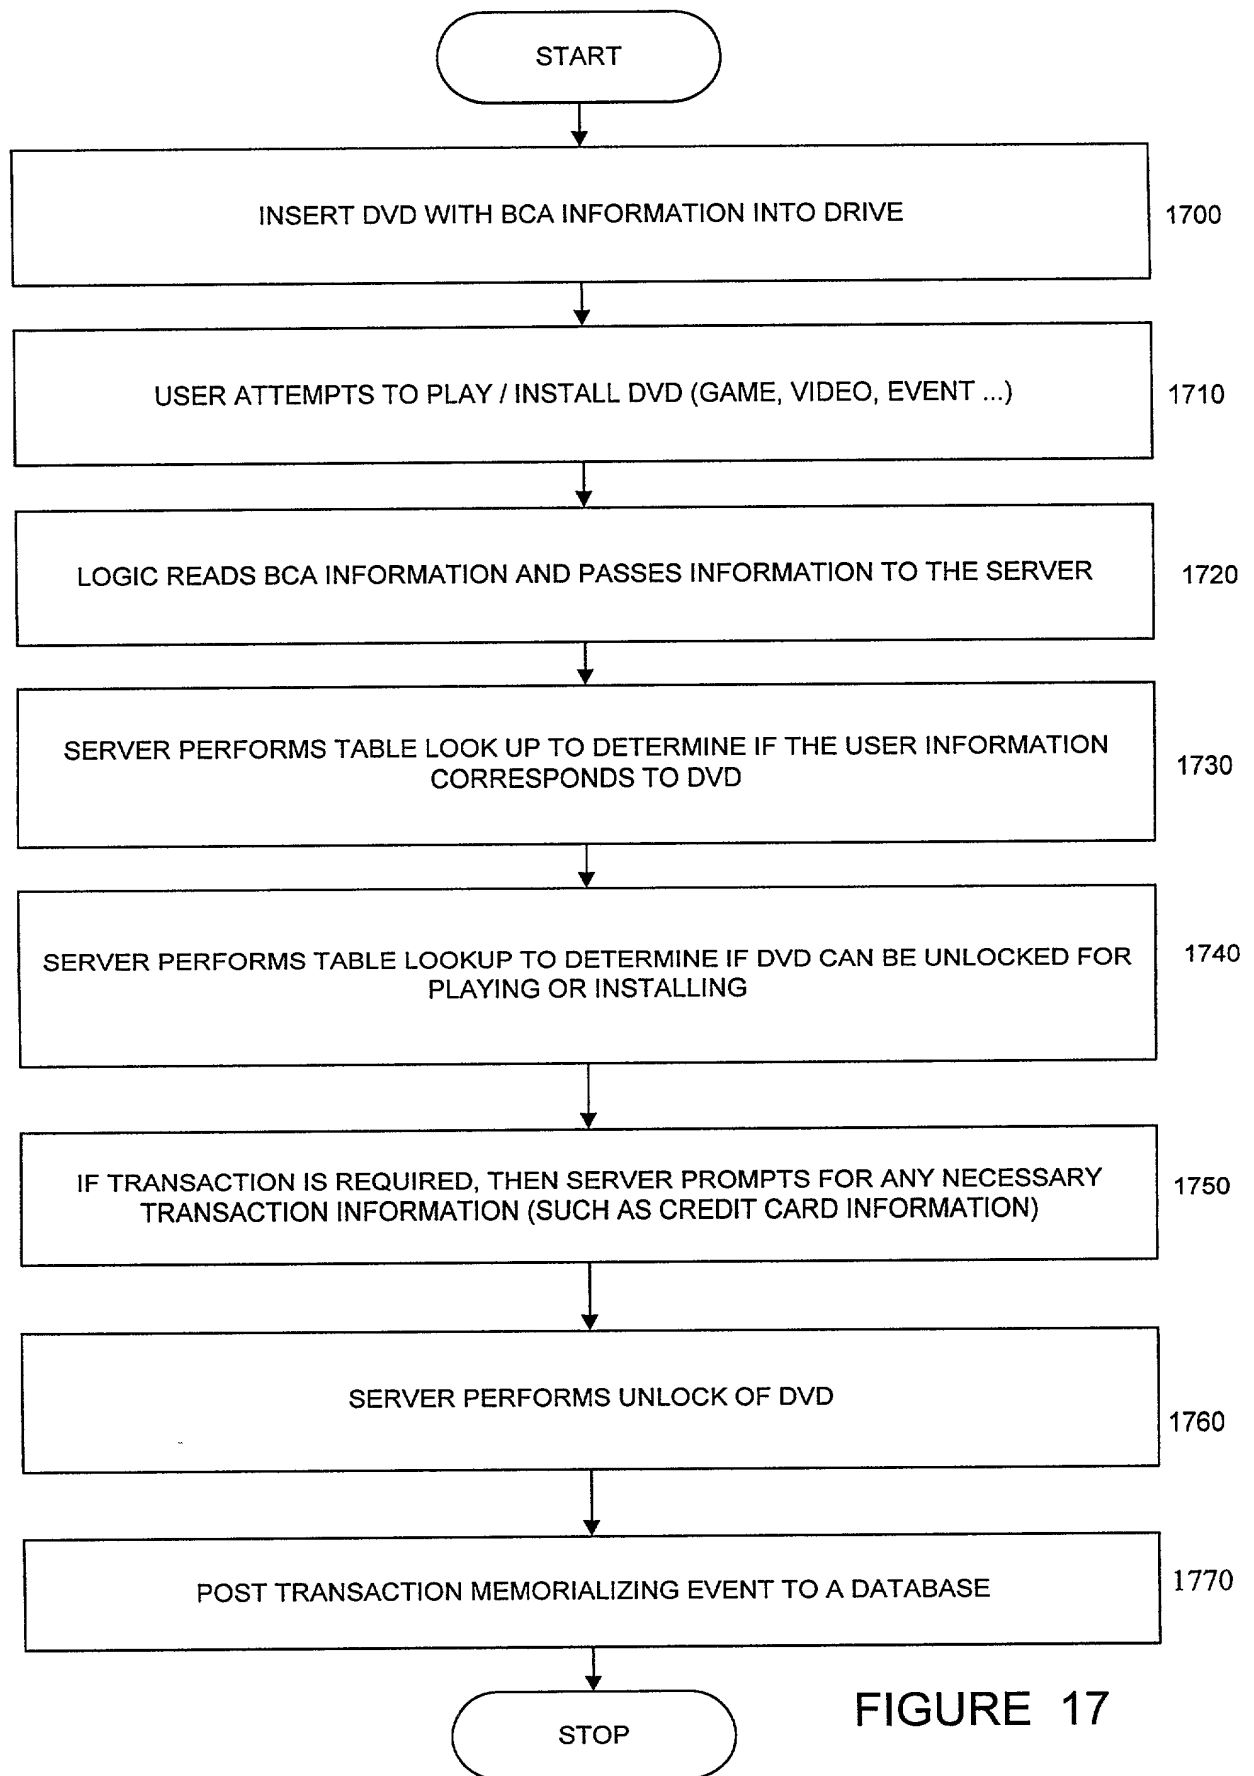 START
INSERT DVD WITH BCA INFORMATION INTO DRIVE
1700
USER ATTEMPTS TO PLAY / INSTALL DVD (GAME, VIDEO, EVENT ...)
1710
LOGIC READS BCA INFORMATION AND PASSES INFORMATION TO THE SERVER
1720
SERVER PERFORMS TABLE LOOK UP TO DETERMINE IF THE USER INFORMATION
CORRESPONDS TO DVD
1730
SERVER PERFORMS TABLE LOOKUP TO DETERMINE IF DVD CAN BE UNLOCKED FOR
PLAYING OR INSTALLING
1740
IF TRANSACTION IS REQUIRED, THEN SERVER PROMPTS FOR ANY NECESSARY
TRANSACTION INFORMATION (SUCH AS CREDIT CARD INFORMATION)
1750
SERVER PERFORMS UNLOCK OF DVD
1760
POST TRANSACTION MEMORIALIZING EVENT TO A DATABASE
1770
STOP
FIGURE 17